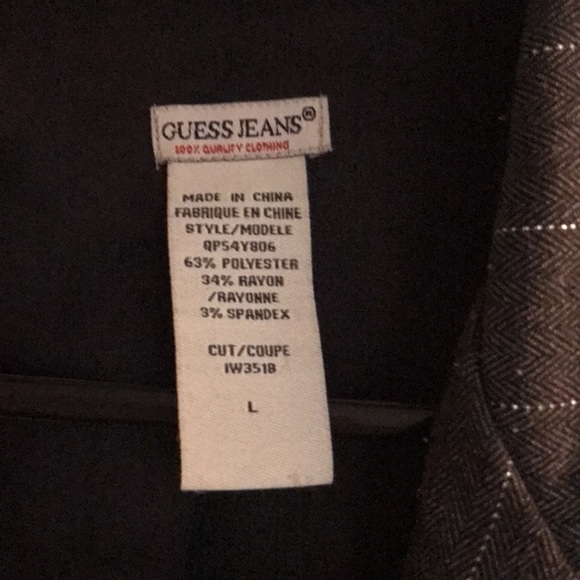 GUESS JEANS®
100% QUALITY CLOTHING
MADE IN CHINA
FABRIQUE EN CHINE
STYLE/MODELE
QP54Y806
63% POLYESTER
34% RAYON
/RAYONNE
3% SPANDEX
CUT/COUPE
IW3518
L